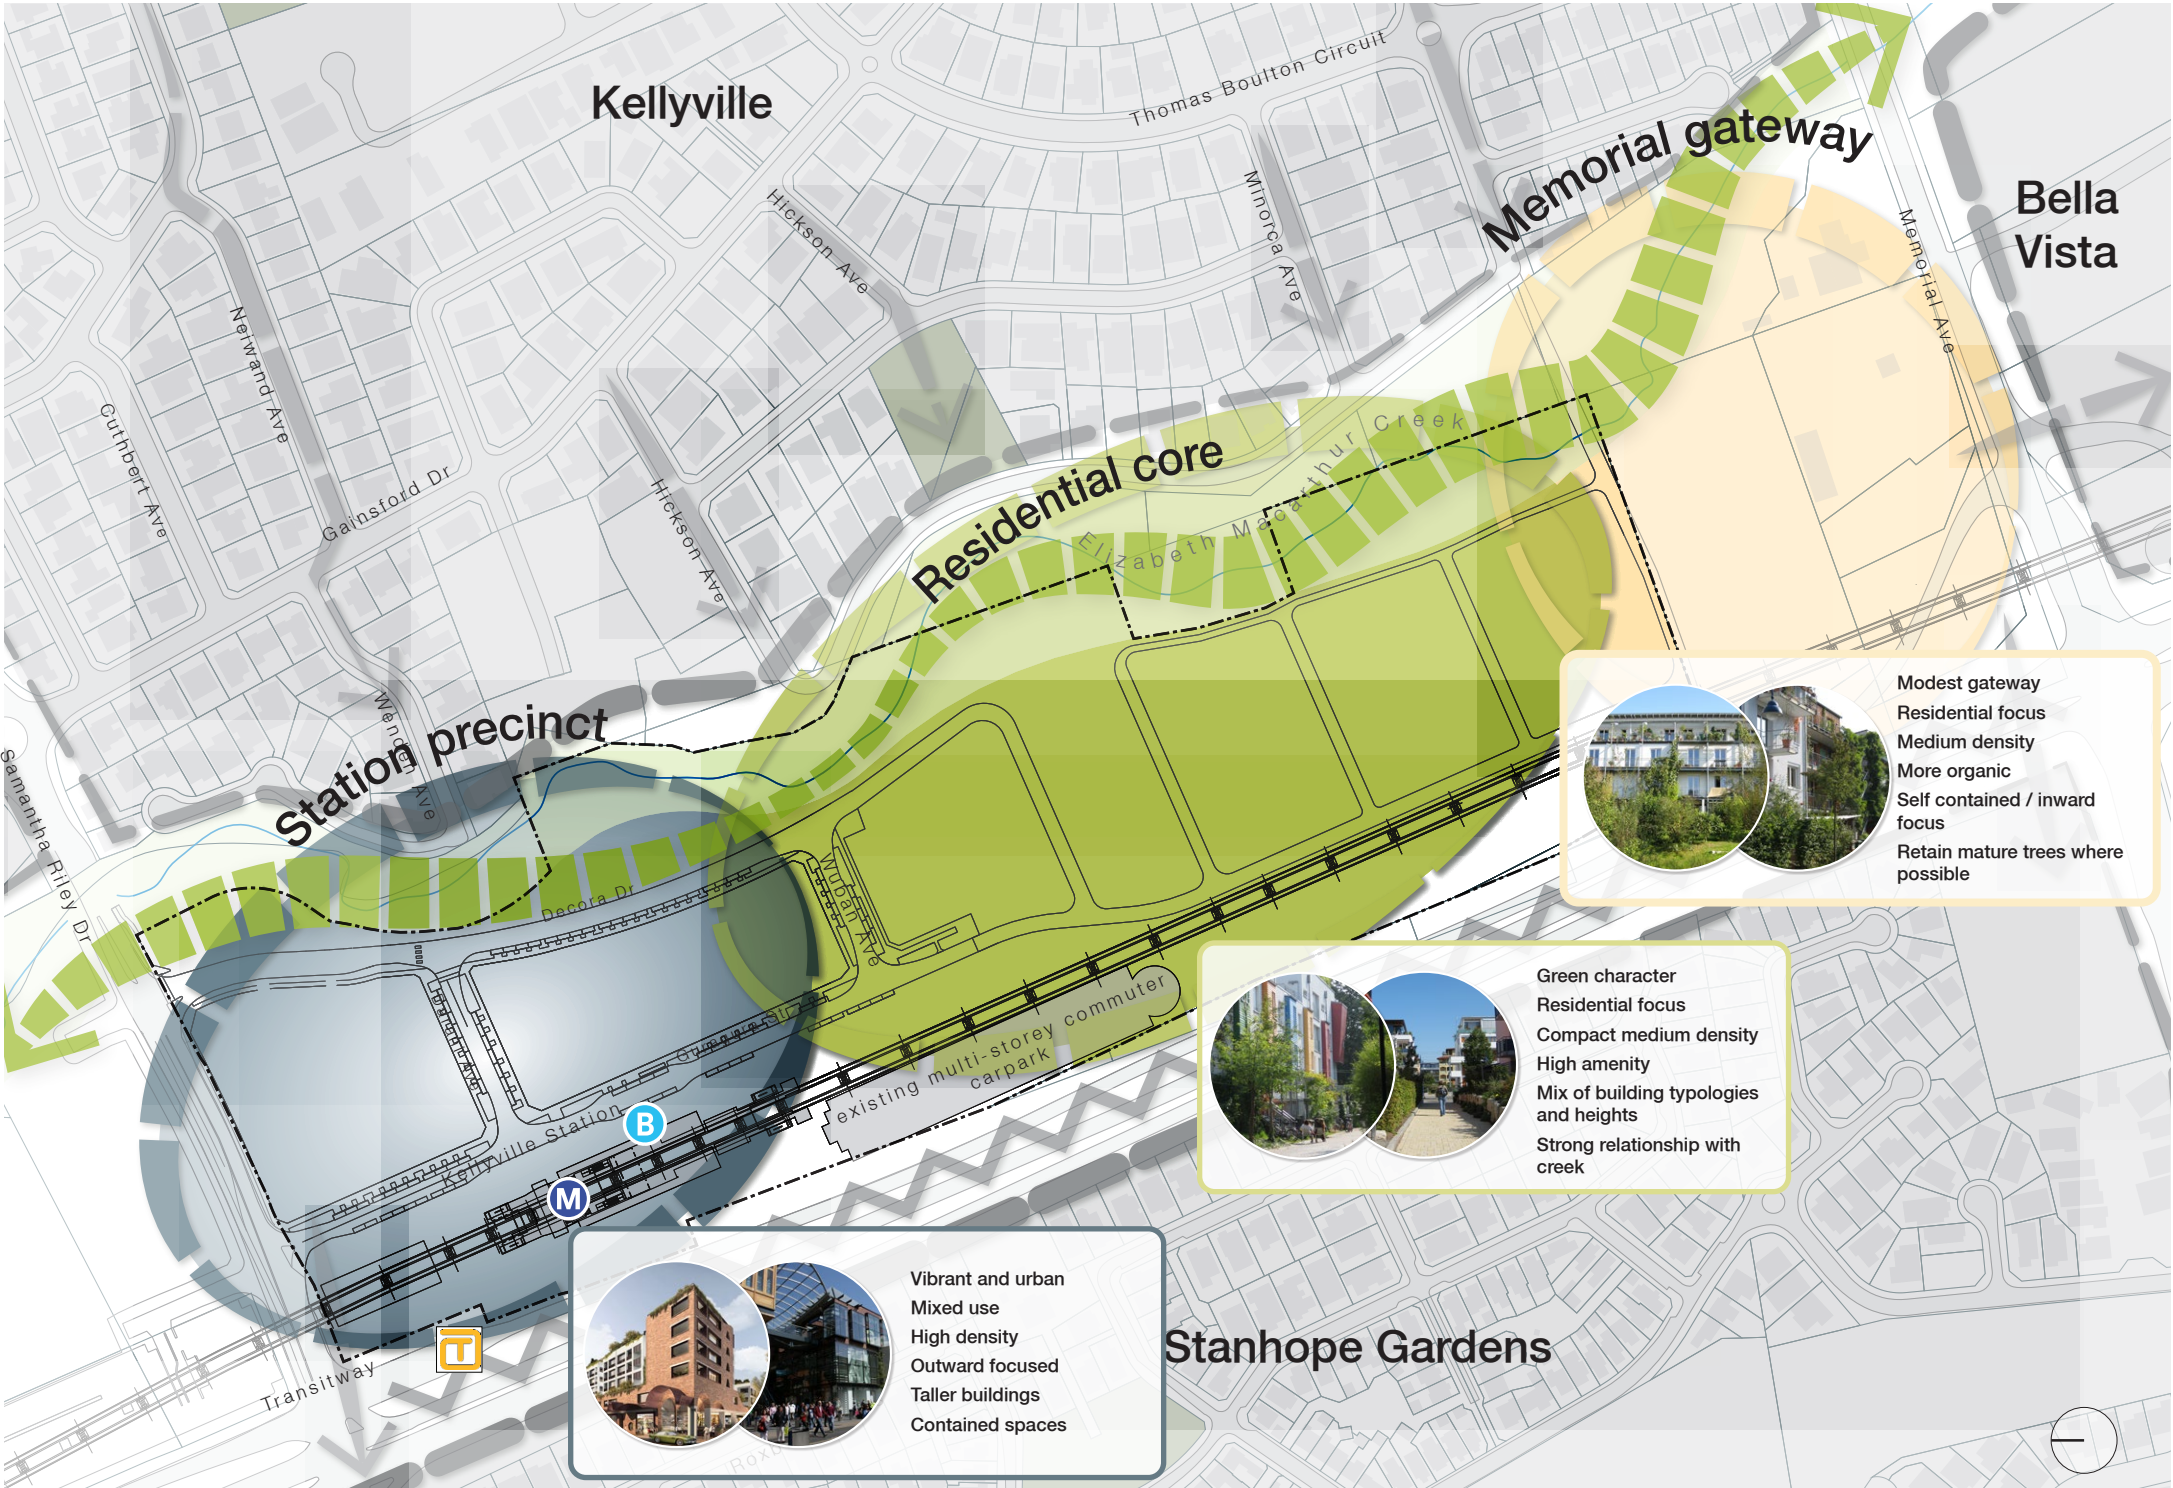 Kellyville
Thomas Boulton Circuit
Memorial gateway
Bella
Vista
Hickson Ave
Minorca Ave
Memorial Ave
Neiwand Ave
Cuthbert Ave
Gainsford Dr
Hickson Ave
Residential core
Elizabeth Macarthur Creek
Station precinct
Wenden Ave
Samantha Riley Dr
Decora Dr
Wuban Ave
Modest gateway
Residential focus
Medium density
More organic
Self contained / inward
focus
Retain mature trees where
possible
Green character
Residential focus
Compact medium density
High amenity
Mix of building typologies
and heights
Strong relationship with
creek
existing multi-storey commuter
carpark
Kellyville Station
B
M
T
Transitway
Vibrant and urban
Mixed use
High density
Outward focused
Taller buildings
Contained spaces
Stanhope Gardens